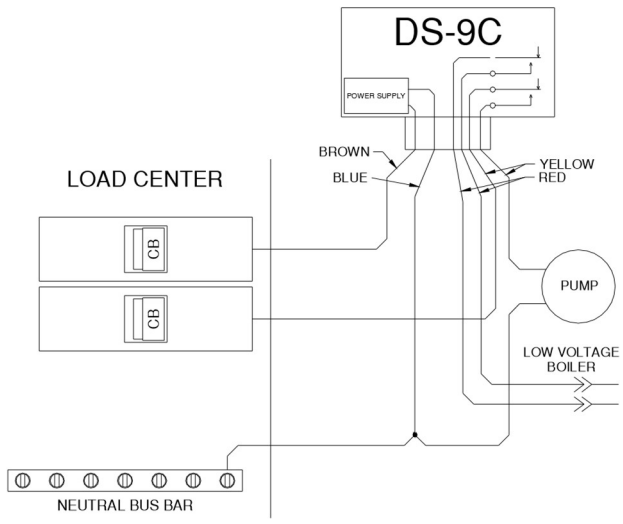 DS-9C
POWER SUPPLY
BROWN
BLUE
YELLOW
RED
LOAD CENTER
CB
CB
PUMP
LOW VOLTAGE
BOILER
NEUTRAL BUS BAR